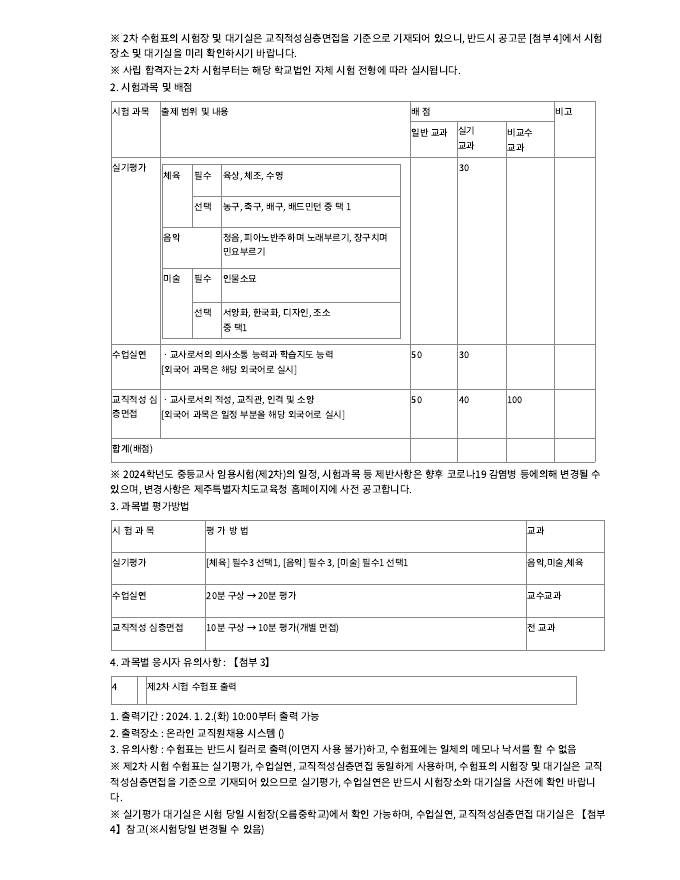 ※ 2차 수험표의 시험장 및 대기실은 교직적성심층면접을 기준으로 기재되어 있으니, 반드시 공고문 [첨부 4]에서 시험
장소 및 대기실을 미리 확인하시기 바랍니다.
※ 사립 합격자는 2차 시험부터는 해당 학교법인 자체 시험 전형에 따라 실시됩니다.
2. 시험과목 및 배점
시험 과목 출제 범위 및 내용 배 점 비고
일반 교과 실기 교과 비교수 교과
실기평가 30
체육 필수 육상, 체조, 수영
선택 농구, 축구, 배구, 배드민턴 중 택 1
음악 청음, 피아노반주하며 노래부르기, 장구치며
민요부르기
미술 필수 인물소묘
선택 서양화, 한국화, 디자인, 조소
중 택1
수업실연 · 교사로서의 의사소통 능력과 학습지도 능력 50 30
[외국어 과목은 해당 외국어로 실시]
교직적성 심 · 교사로서의 적성, 교직관, 인격 및 소양 50 40 100
층면접 [외국어 과목은 일정 부분을 해당 외국어로 실시]
합계(배점)
※ 2024학년도 중등교사 임용시험(제2차)의 일정, 시험과목 등 제반사항은 향후 코로나19 감염병 등에의해 변경될 수
있으며, 변경사항은 제주특별자치도교육청 홈페이지에 사전 공고합니다.
3. 과목별 평가방법
시 험 과 목 평 가 방 법 교과
실기평가 [체육] 필수3 선택1, [음악] 필수 3, [미술] 필수1 선택1 음악,미술,체육
수업실연 20분 구상 → 20분 평가 교수교과
교직적성 심층면접 10분 구상 → 10분 평가(개별 면접) 전 교과
4. 과목별 응시자 유의사항 : 【첨부 3】
4 제2차 시험 수험표 출력
1. 출력기간 : 2024. 1. 2.(화) 10:00부터 출력 가능
2. 출력장소 : 온라인 교직원채용 시스템 ()
3. 유의사항 : 수험표는 반드시 컬러로 출력(이면지 사용 불가)하고, 수험표에는 일체의 메모나 낙서를 할 수 없음
※ 제2차 시험 수험표는 실기평가, 수업실연, 교직적성심층면접 동일하게 사용하며, 수험표의 시험장 및 대기실은 교직
적성심층면접을 기준으로 기재되어 있으므로 실기평가, 수업실연은 반드시 시험장소와 대기실을 사전에 확인 바랍니
다.
※ 실기평가 대기실은 시험 당일 시험장(오름중학교)에서 확인 가능하며, 수업실연, 교직적성심층면접 대기실은 【첨부
4】참고(※시험당일 변경될 수 있음)